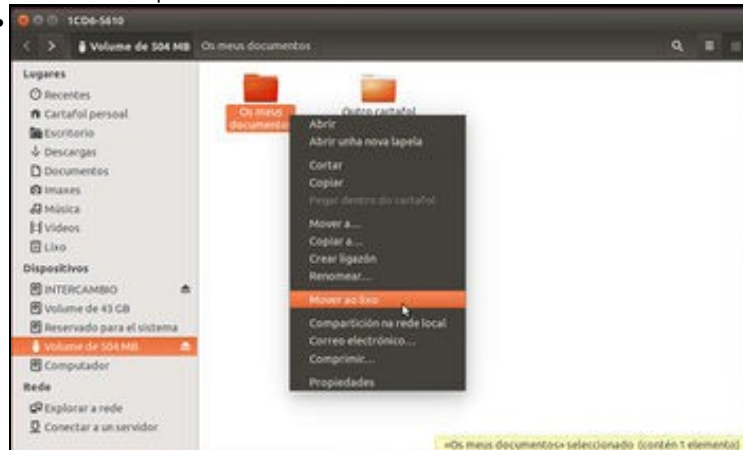 1CD6-5610
Volume de 504 MB Os meus documentos
Lugares
Recentes
Cartafol persoal
Escritorio
Descargas
Documentos
Imaxes
Música
Vídeos
Lixo
Dispositivos
INTERCAMBIO
Volume de 43 GB
Reservado para el sistema
Volume de 504 MB
Computador
Rede
Explorar a rede
Conectar a un servidor
Os meus
documentos
Outro cartafol
Abrir
Abrir unha nova lapela
Cortar
Copiar
Pegar dentro do cartafol
Mover a...
Copiar a...
Crear ligazón
Renomear...
Mover ao lixo
Compartición na rede local
Correo electrónico...
Comprimir...
Propiedades
«Os meus documentos» seleccionado (contén 1 elemento)